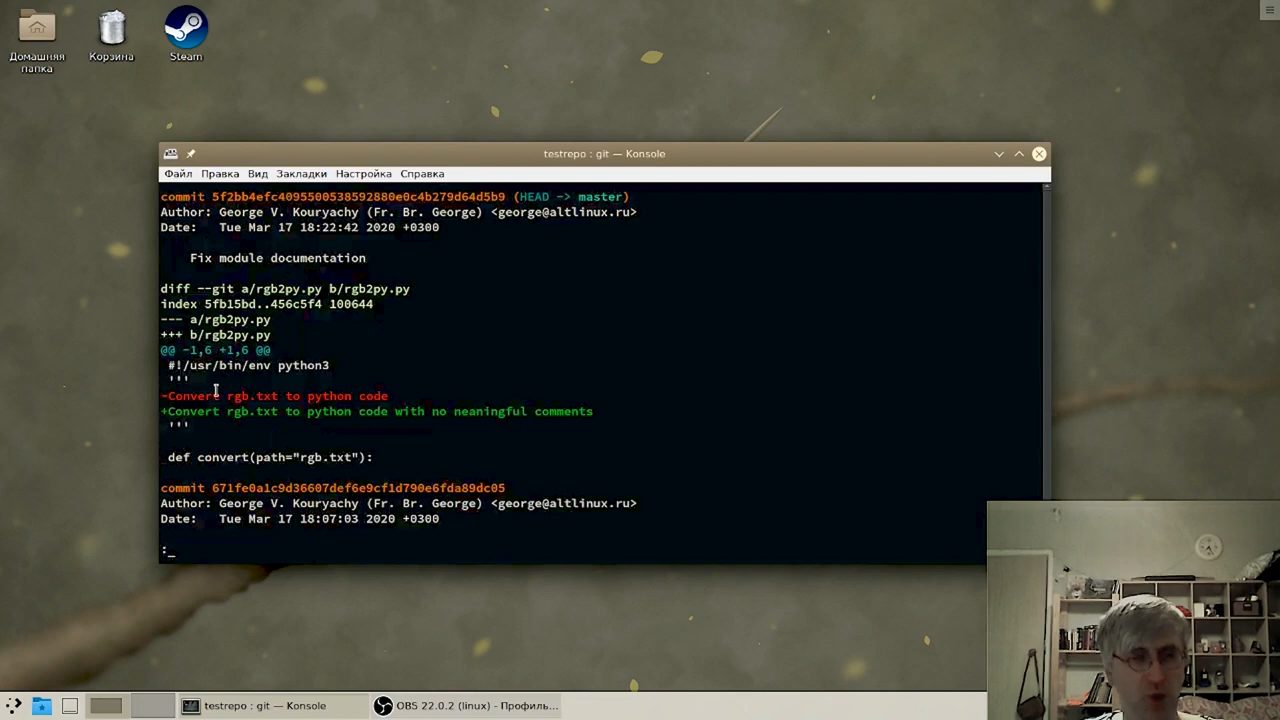 Домашняя
папка
Корзина
Steam
testrepo : git — Konsole
Файл Правка Вид Закладки Настройка Справка
commit 5f2bb4efc4095500538592880e0c4b279d64d5b9 (HEAD -> master)
Author: George V. Kouryachy (Fr. Br. George) <george@altlinux.ru>
Date:   Tue Mar 17 18:22:42 2020 +0300
Fix module documentation
diff --git a/rgb2py.py b/rgb2py.py
index 5fb15bd..456c5f4 100644
--- a/rgb2py.py
+++ b/rgb2py.py
@@ -1,6 +1,6 @@
#!/usr/bin/env python3
'''
-Convert rgb.txt to python code
+Convert rgb.txt to python code with no neaningful comments
'''
def convert(path="rgb.txt"):
commit 671fe0a1c9d36607def6e9cf1d790e6fda89dc05
Author: George V. Kouryachy (Fr. Br. George) <george@altlinux.ru>
Date:   Tue Mar 17 18:07:03 2020 +0300
:_
testrepo : git — Konsole
OBS 22.0.2 (linux) - Профиль...